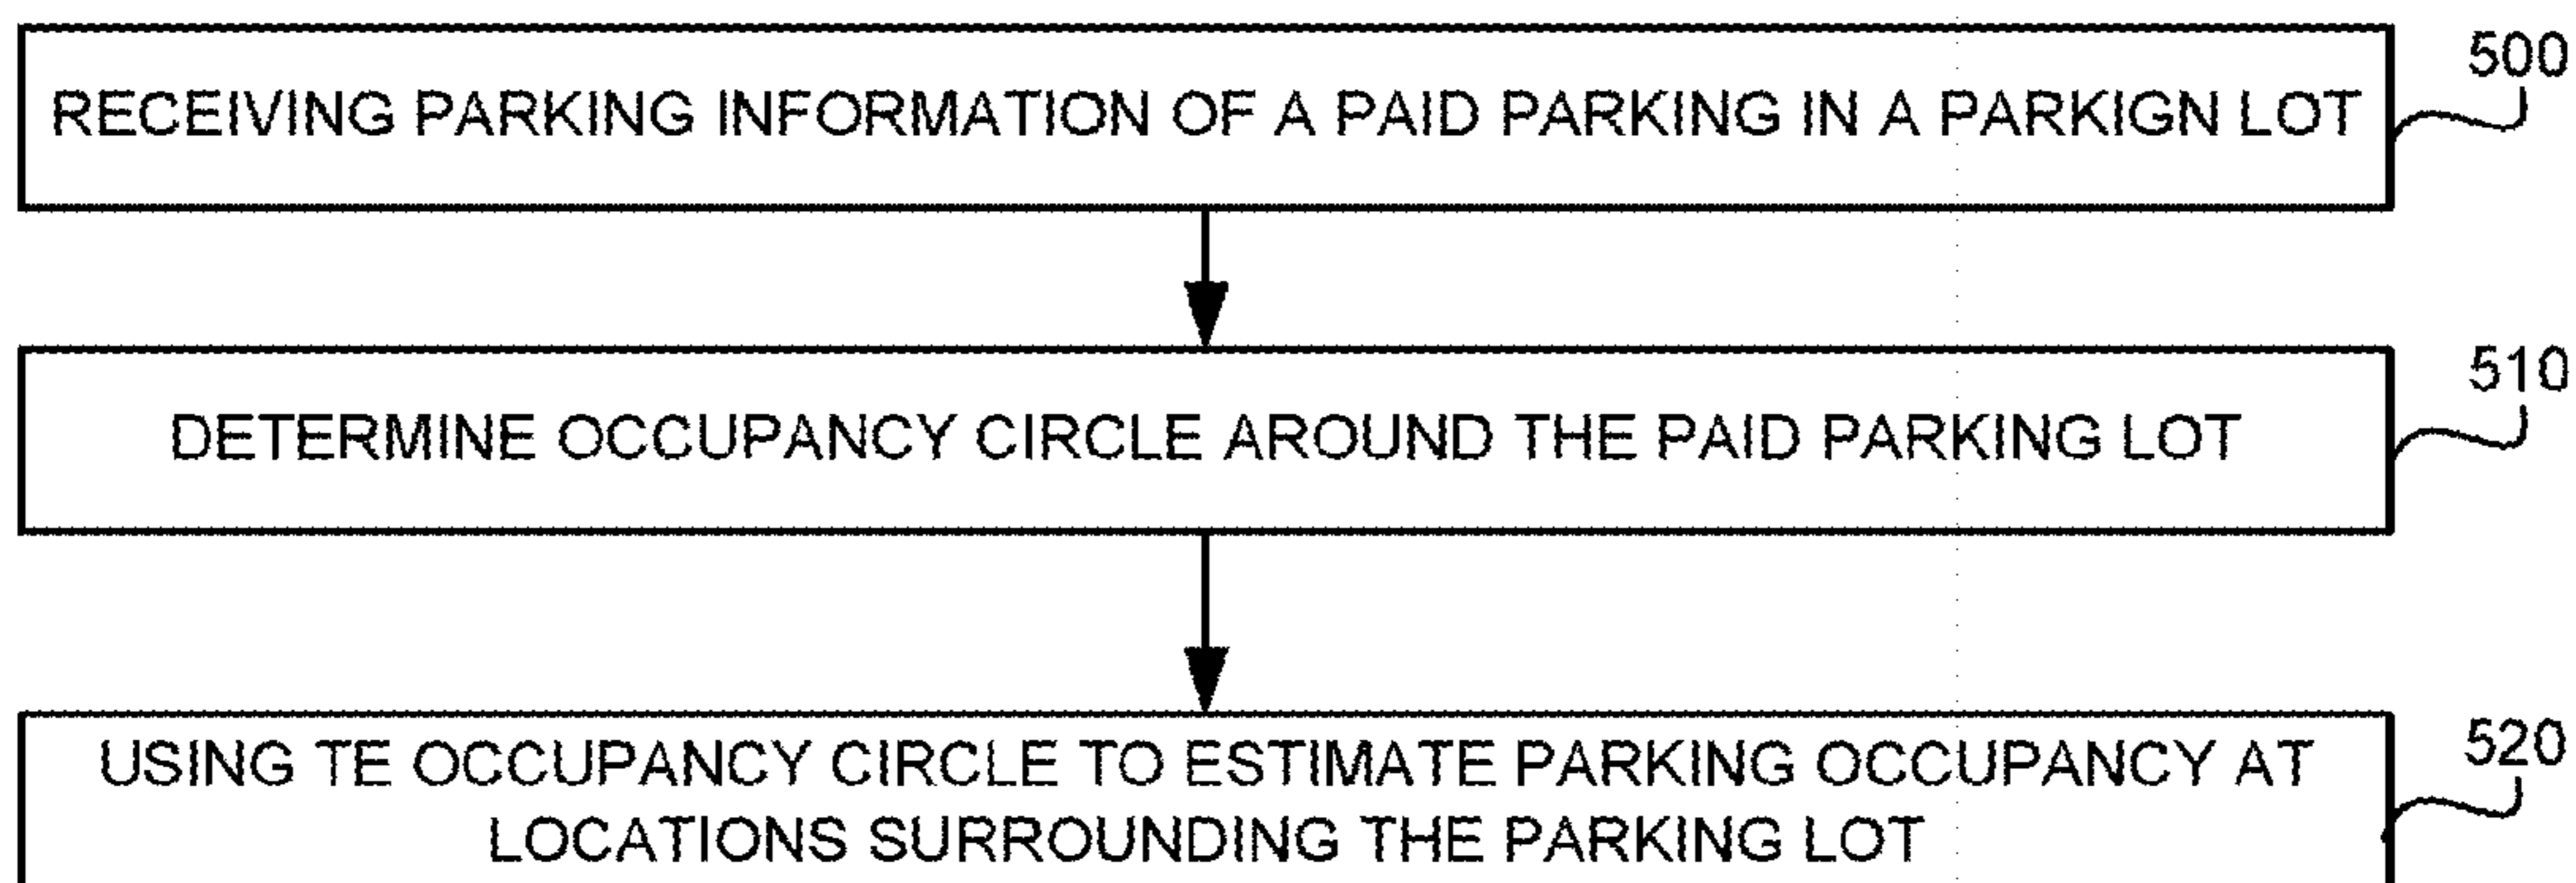 RECEIVING PARKING INFORMATION OF A PAID PARKING IN A PARKIGN LOT
500
DETERMINE OCCUPANCY CIRCLE AROUND THE PAID PARKING LOT
510
USING TE OCCUPANCY CIRCLE TO ESTIMATE PARKING OCCUPANCY AT
LOCATIONS SURROUNDING THE PARKING LOT
520